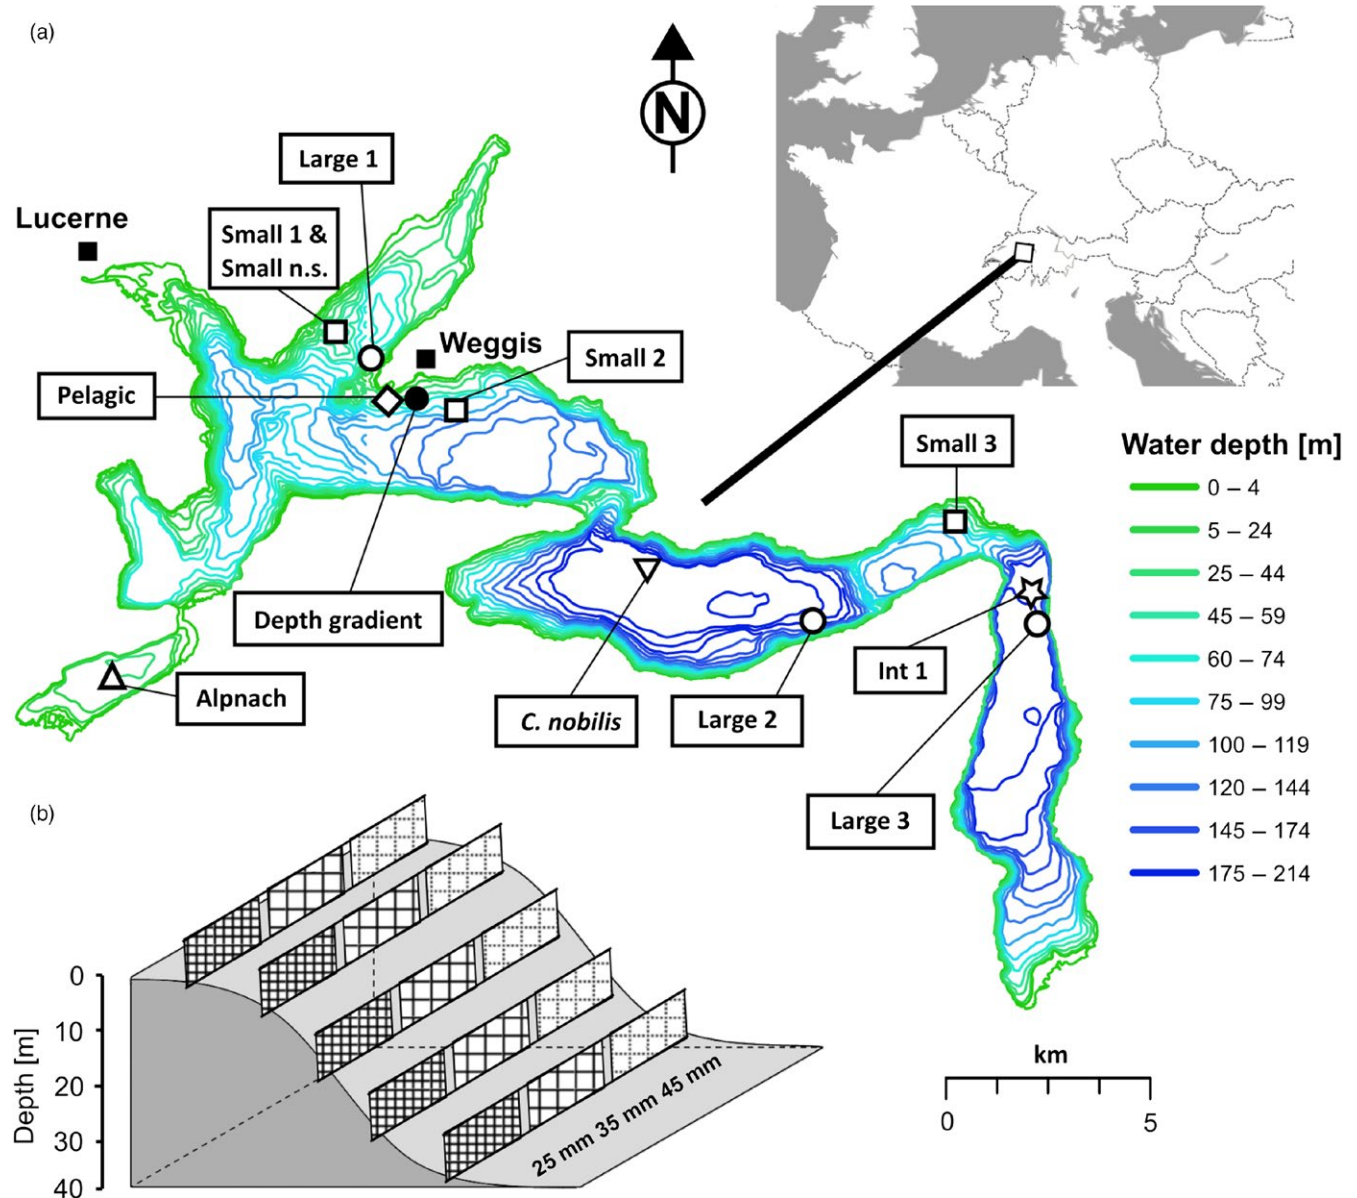 (a)
N
Large 1
Lucerne
Small 1 &
Small n.s.
Weggis
Small 2
Pelagic
Small 3
Water depth [m]
0 – 4
5 – 24
25 – 44
45 – 59
60 – 74
75 – 99
100 – 119
120 – 144
145 – 174
175 – 214
Depth gradient
Int 1
Alpnach
C. nobilis
Large 2
Large 3
(b)
Depth [m]
0
10
20
30
40
25 mm 35 mm 45 mm
km
0 5